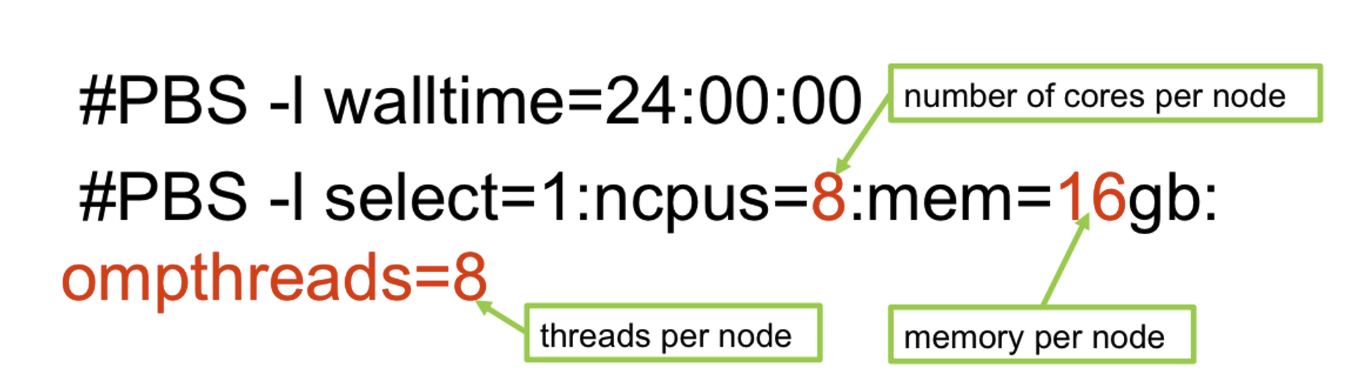 #PBS -l walltime=24:00:00
number of cores per node
#PBS -l select=1:ncpus=8:mem=16gb:
ompthreads=8
threads per node
memory per node